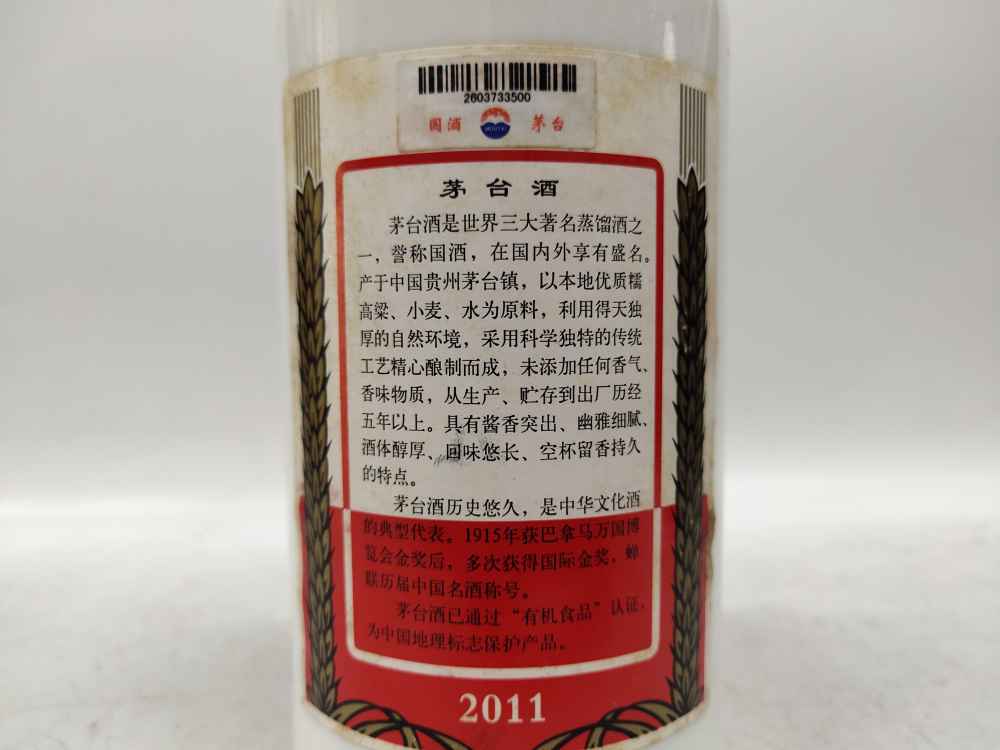 2603733500
国酒 MOUTAI 茅台
茅台酒
茅台酒是世界三大著名蒸馏酒之
一，誉称国酒，在国内外享有盛名。
产于中国贵州茅台镇，以本地优质糯
高粱、小麦、水为原料，利用得天独
厚的自然环境，采用科学独特的传统
工艺精心酿制而成，未添加任何香气、
香味物质，从生产、贮存到出厂历经
五年以上。具有酱香突出、幽雅细腻、
酒体醇厚、回味悠长、空杯留香持久
的特点。
茅台酒历史悠久，是中华文化酒
的典型代表。1915年获巴拿马万国博
览会金奖后，多次获得国际金奖，蝉
联历届中国名酒称号。
茅台酒已通过“有机食品”认证，
为中国地理标志保护产品。
2011